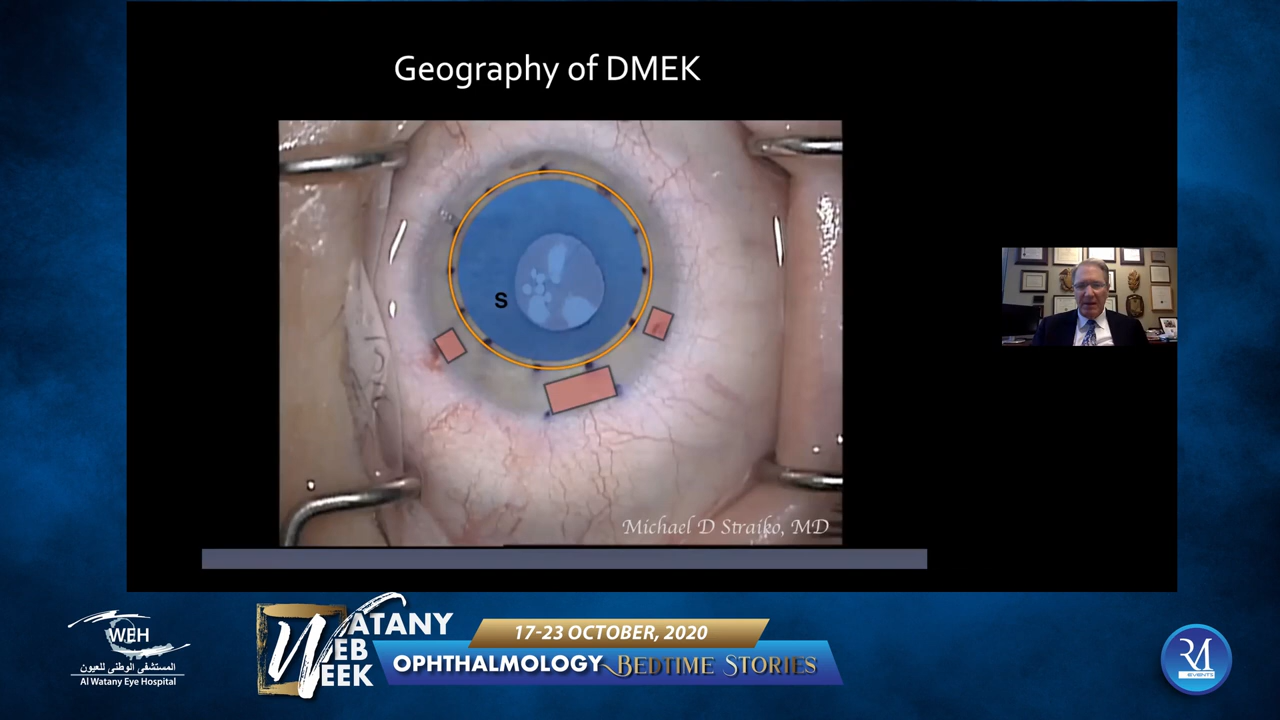 Geography of DMEK
S
Michael D Straiko, MD
WEH
المستشفى الوطنى للعيون
Al Watany Eye Hospital
WATANY
WEB
WEEK
17-23 OCTOBER, 2020
OPHTHALMOLOGY BEDTIME STORIES
RM
EVENTS